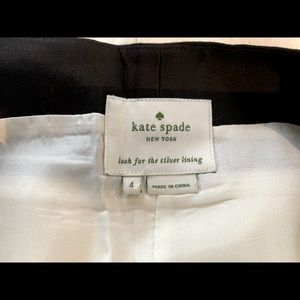 kate spade
NEW YORK
look for the silver lining
4
MADE IN CHINA